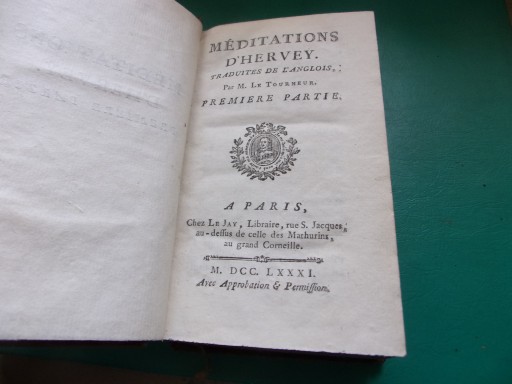 MÉDITATIONS
D'HERVEY.
TRADUITES DE L'ANGLOIS,
Par M. LE TOURNEUR.
PREMIERE PARTIE.
A PARIS,
Chez LE JAY, Libraire, rue S. Jacques,
au-dessus de celle des Mathurins,
au grand Corneille.
M. DCC. LXXXI.
Avec Approbation & Permission.